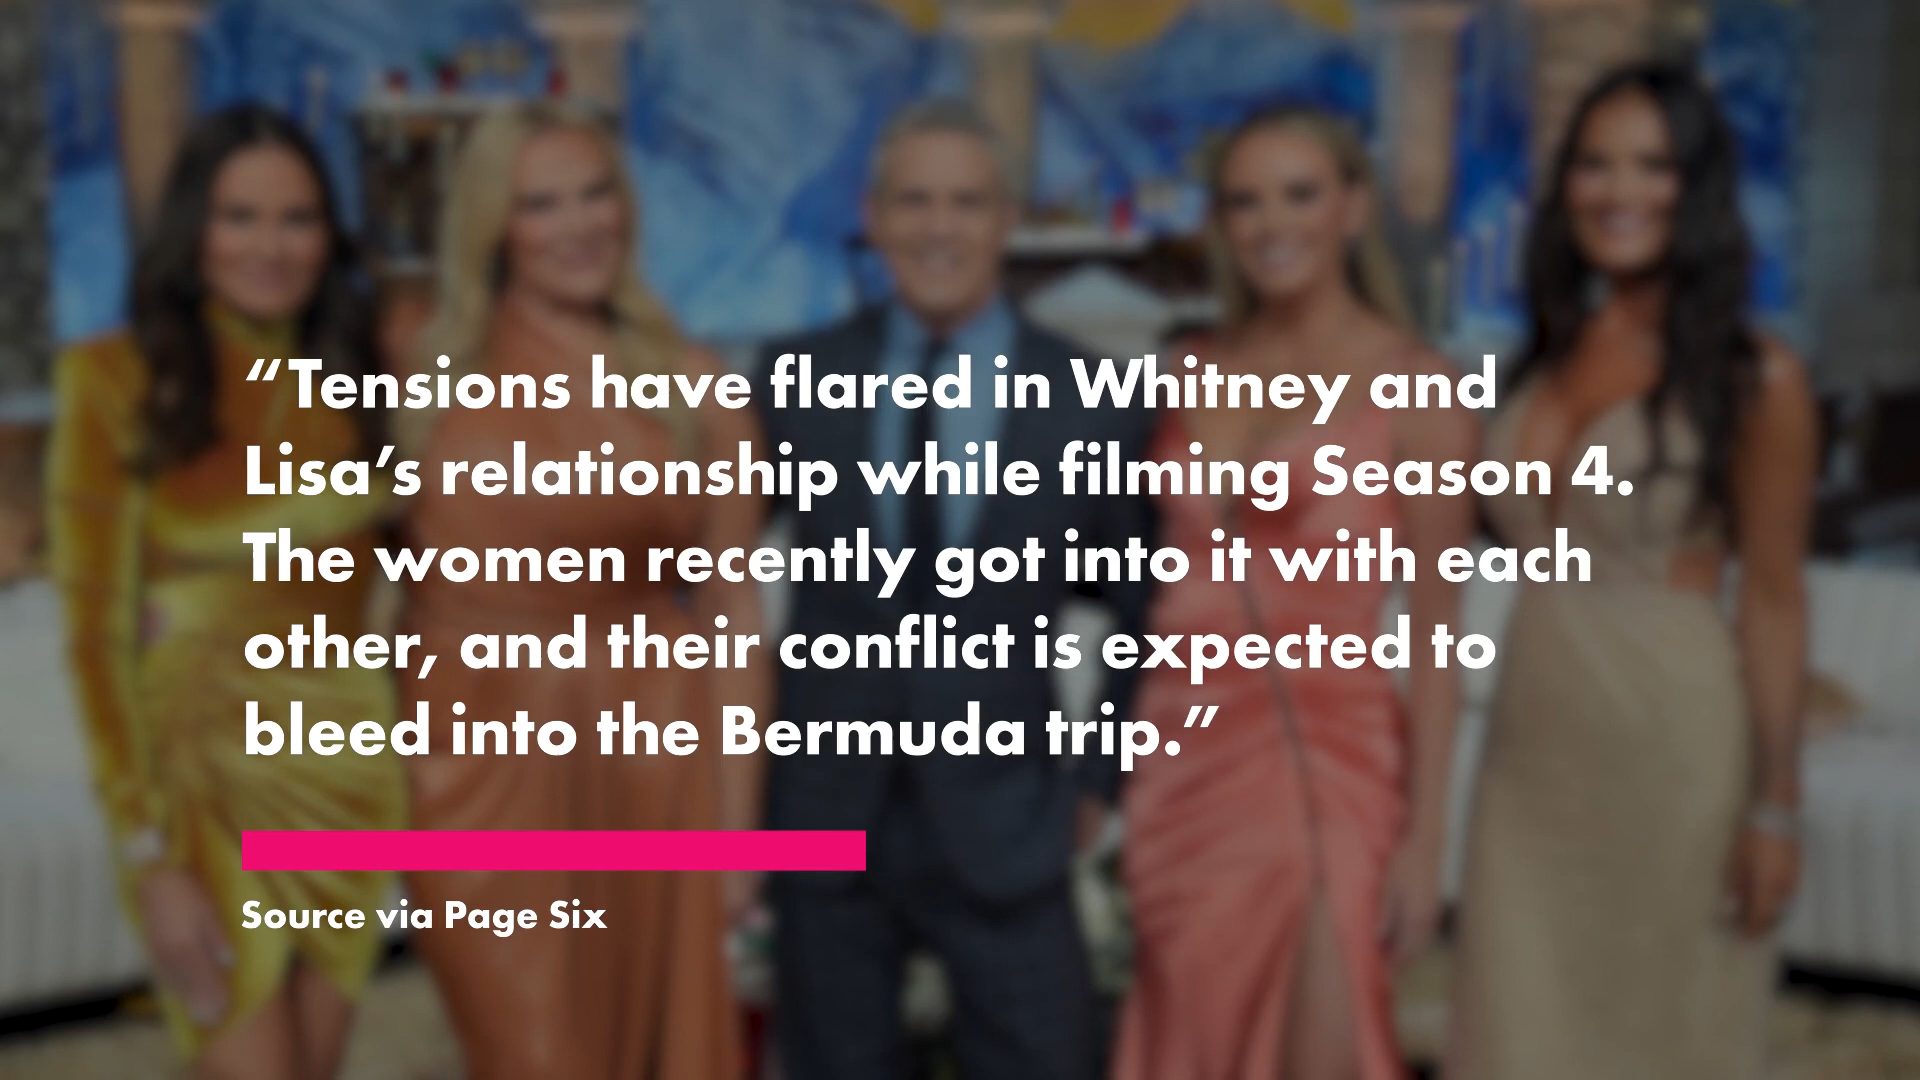 “Tensions have flared in Whitney and
Lisa’s relationship while filming Season 4.
The women recently got into it with each
other, and their conflict is expected to
bleed into the Bermuda trip.”
Source via Page Six